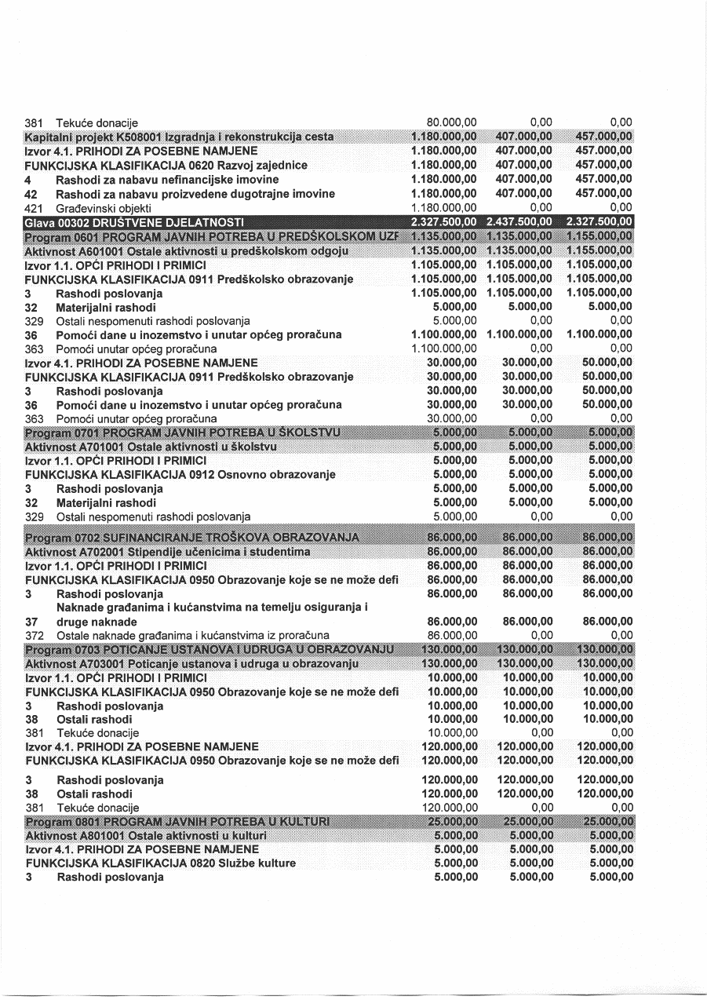 381 Tekuće donacije 80.000,00 0,00 0,00
Kapitalni projekt K508001 Izgradnja i rekonstrukcija cesta 1.180.000,00 407.000,00 457.000,00
Izvor 4.1. PRIHODI ZA POSEBNE NAMJENE 1.180.000,00 407.000,00 457.000,00
FUNKCIJSKA KLASIFIKACIJA 0620 Razvoj zajednice 1.180.000,00 407.000,00 457.000,00
4 Rashodi za nabavu nefinancijske imovine 1.180.000,00 407.000,00 457.000,00
42 Rashodi za nabavu proizvedene dugotrajne imovine 1.180.000,00 407.000,00 457.000,00
421 Građevinski objekti 1.180.000,00 0,00 0,00
Glava 00302 DRUŠTVENE DJELATNOSTI 2.327.500,00 2.437.500,00 2.327.500,00
Program 0601 PROGRAM JAVNIH POTREBA U PREDŠKOLSKOM UZF 1.135.000,00 1.135.000,00 1.155.000,00
Aktivnost A601001 Ostale aktivnosti u predškolskom odgoju 1.135.000,00 1.135.000,00 1.155.000,00
Izvor 1.1. OPĆI PRIHODI I PRIMICI 1.105.000,00 1.105.000,00 1.105.000,00
FUNKCIJSKA KLASIFIKACIJA 0911 Predškolsko obrazovanje 1.105.000,00 1.105.000,00 1.105.000,00
3 Rashodi poslovanja 1.105.000,00 1.105.000,00 1.105.000,00
32 Materijalni rashodi 5.000,00 5.000,00 5.000,00
329 Ostali nespomenuti rashodi poslovanja 5.000,00 0,00 0,00
36 Pomoći dane u inozemstvo i unutar općeg proračuna 1.100.000,00 1.100.000,00 1.100.000,00
363 Pomoći unutar općeg proračuna 1.100.000,00 0,00 0,00
Izvor 4.1. PRIHODI ZA POSEBNE NAMJENE 30.000,00 30.000,00 50.000,00
FUNKCIJSKA KLASIFIKACIJA 0911 Predškolsko obrazovanje 30.000,00 30.000,00 50.000,00
3 Rashodi poslovanja 30.000,00 30.000,00 50.000,00
36 Pomoći dane u inozemstvo i unutar općeg proračuna 30.000,00 30.000,00 50.000,00
363 Pomoći unutar općeg proračuna 30.000,00 0,00 0,00
Program 0701 PROGRAM JAVNIH POTREBA U ŠKOLSTVU 5.000,00 5.000,00 5.000,00
Aktivnost A701001 Ostale aktivnosti u školstvu 5.000,00 5.000,00 5.000,00
Izvor 1.1. OPĆI PRIHODI I PRIMICI 5.000,00 5.000,00 5.000,00
FUNKCIJSKA KLASIFIKACIJA 0912 Osnovno obrazovanje 5.000,00 5.000,00 5.000,00
3 Rashodi poslovanja 5.000,00 5.000,00 5.000,00
32 Materijalni rashodi 5.000,00 5.000,00 5.000,00
329 Ostali nespomenuti rashodi poslovanja 5.000,00 0,00 0,00
Program 0702 SUFINANCIRANJE TROŠKOVA OBRAZOVANJA 86.000,00 86.000,00 86.000,00
Aktivnost A702001 Stipendije učenicima i studentima 86.000,00 86.000,00 86.000,00
Izvor 1.1. OPĆI PRIHODI I PRIMICI 86.000,00 86.000,00 86.000,00
FUNKCIJSKA KLASIFIKACIJA 0950 Obrazovanje koje se ne može defi 86.000,00 86.000,00 86.000,00
3 Rashodi poslovanja 86.000,00 86.000,00 86.000,00
Naknade građanima i kućanstvima na temelju osiguranja i
37 druge naknade 86.000,00 86.000,00 86.000,00
372 Ostale naknade građanima i kućanstvima iz proračuna 86.000,00 0,00 0,00
Program 0703 POTICANJE USTANOVA I UDRUGA U OBRAZOVANJU 130.000,00 130.000,00 130.000,00
Aktivnost A703001 Poticanje ustanova i udruga u obrazovanju 130.000,00 130.000,00 130.000,00
Izvor 1.1. OPĆI PRIHODI I PRIMICI 10.000,00 10.000,00 10.000,00
FUNKCIJSKA KLASIFIKACIJA 0950 Obrazovanje koje se ne može defi 10.000,00 10.000,00 10.000,00
3 Rashodi poslovanja 10.000,00 10.000,00 10.000,00
38 Ostali rashodi 10.000,00 10.000,00 10.000,00
381 Tekuće donacije 10.000,00 0,00 0,00
Izvor 4.1. PRIHODI ZA POSEBNE NAMJENE 120.000,00 120.000,00 120.000,00
FUNKCIJSKA KLASIFIKACIJA 0950 Obrazovanje koje se ne može defi 120.000,00 120.000,00 120.000,00
3 Rashodi poslovanja 120.000,00 120.000,00 120.000,00
38 Ostali rashodi 120.000,00 120.000,00 120.000,00
381 Tekuće donacije 120.000,00 0,00 0,00
Program 0801 PROGRAM JAVNIH POTREBA U KULTURI 25.000,00 25.000,00 25.000,00
Aktivnost A801001 Ostale aktivnosti u kulturi 5.000,00 5.000,00 5.000,00
Izvor 4.1. PRIHODI ZA POSEBNE NAMJENE 5.000,00 5.000,00 5.000,00
FUNKCIJSKA KLASIFIKACIJA 0820 Službe kulture 5.000,00 5.000,00 5.000,00
3 Rashodi poslovanja 5.000,00 5.000,00 5.000,00